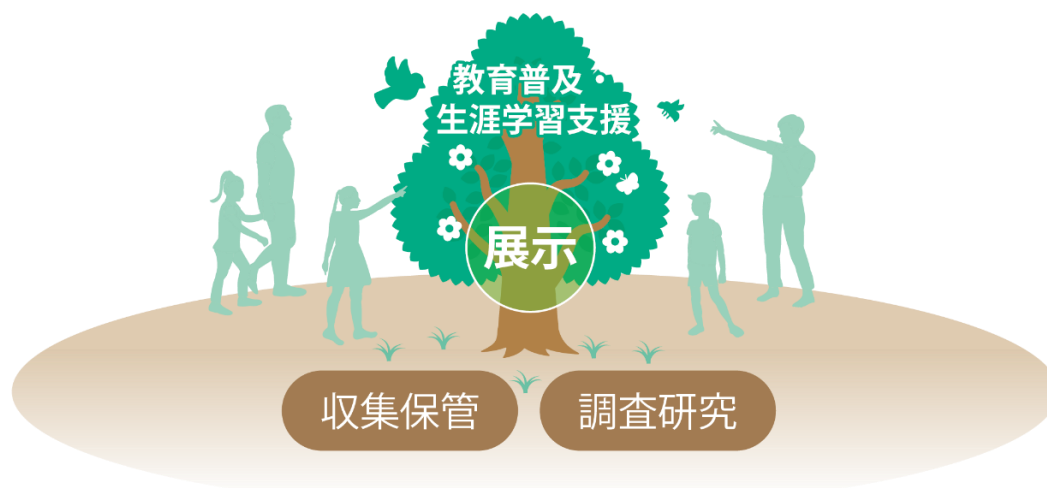 教育普及・
生涯学習支援
展示
収集保管
調査研究